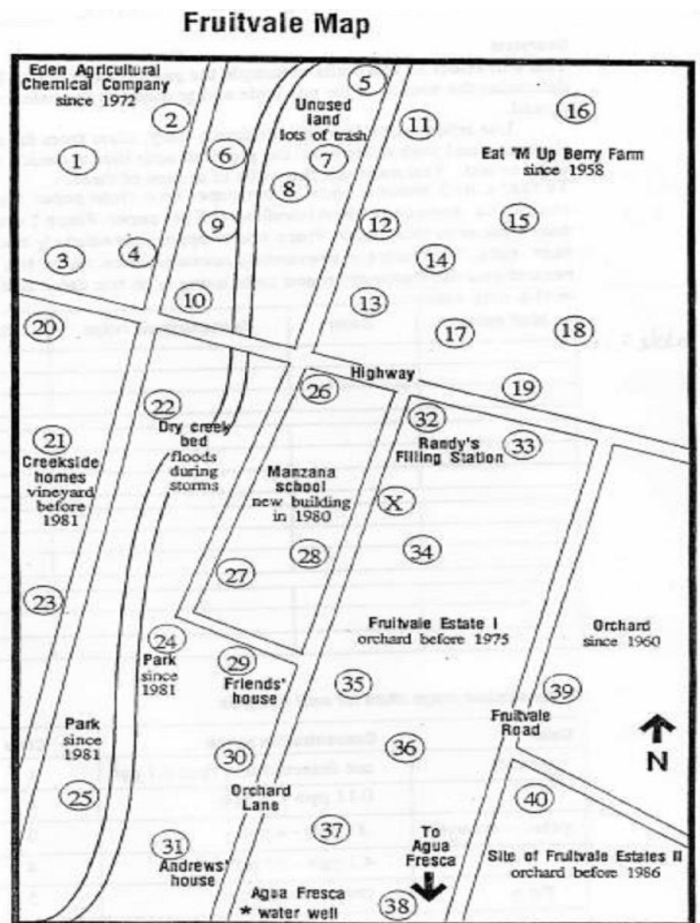 Fruitvale Map
Eden Agricultural
Chemical Company
since 1972
1
2
3
4
5
Unused
land
lots of trash
6
7
8
9
10
11
16
Eat 'M Up Berry Farm
since 1958
12
15
14
13
17
18
19
20
Highway
22
Dry creek
bed
floods
during
storms
21
Creekside
homes
vineyard
before
1981
26
Manzana
school
new building
in 1980
27
28
32
Randy's
Filling Station
33
X
34
23
24
Park
since
1981
29
Friends'
house
Fruitvale Estate I
orchard before 1975
Orchard
since 1960
35
36
39
Fruitvale
Road
N
Park
since
1981
25
30
Orchard
Lane
31
Andrews'
house
37
To
Agua
Fresca
38
Agua Fresca
* water well
40
Site of Fruitvale Estates II
orchard before 1986